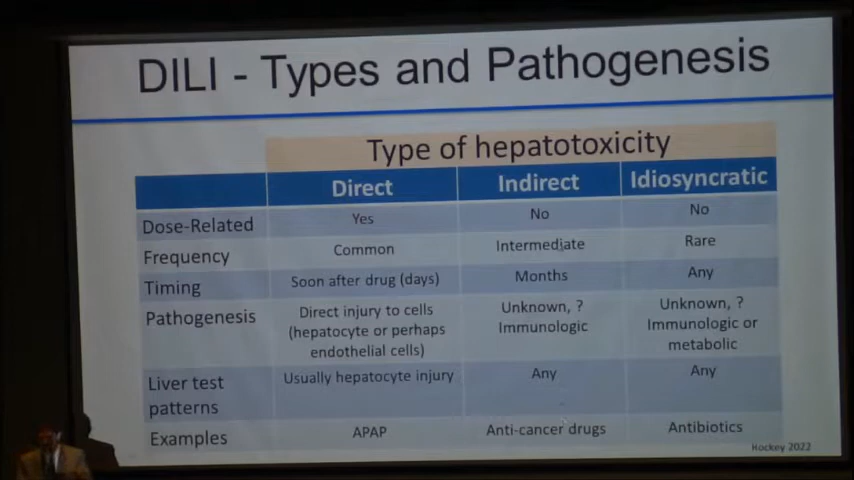 DILI - Types and Pathogenesis
Type of hepatotoxicity
Direct Indirect Idiosyncratic
Dose-Related Yes No No
Frequency Common Intermediate Rare
Timing Soon after drug (days) Months Any
Pathogenesis Direct injury to cells Unknown, ? Unknown, ?
(hepatocyte or perhaps Immunologic Immunologic or
endothelial cells) metabolic
Liver test Usually hepatocyte injury Any Any
patterns
Examples APAP Anti-cancer drugs Antibiotics
Hockey 2022